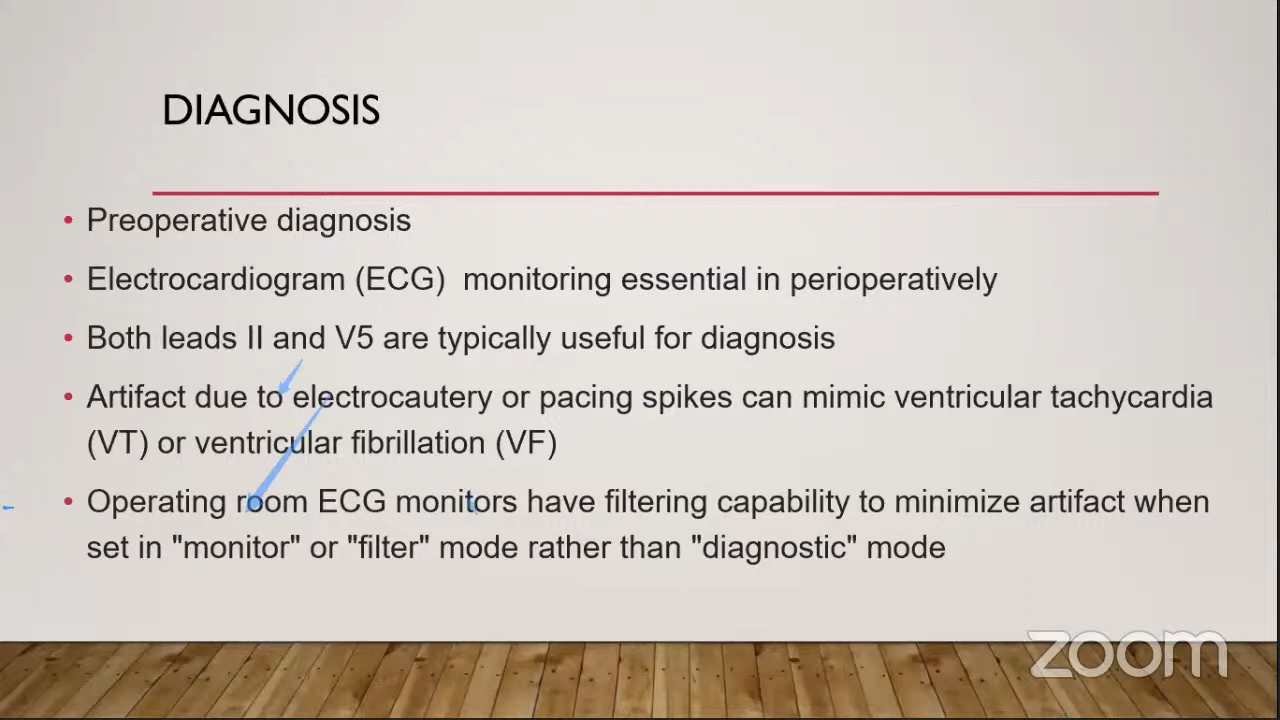 DIAGNOSIS
• Preoperative diagnosis
• Electrocardiogram (ECG)  monitoring essential in perioperatively
• Both leads II and V5 are typically useful for diagnosis
• Artifact due to electrocautery or pacing spikes can mimic ventricular tachycardia
(VT) or ventricular fibrillation (VF)
• Operating room ECG monitors have filtering capability to minimize artifact when
set in "monitor" or "filter" mode rather than "diagnostic" mode
zoom